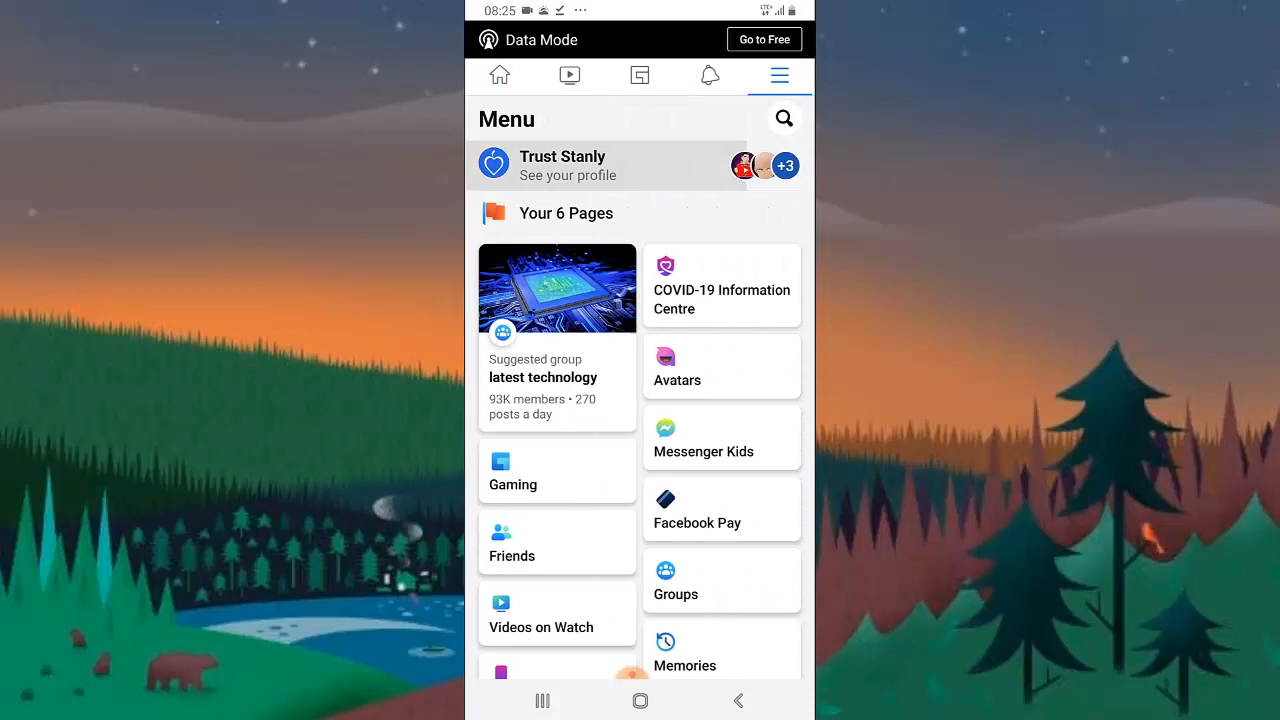 08:25
LTE+
Data Mode
Go to Free
Menu
Trust Stanly
See your profile
+3
Your 6 Pages
Suggested group
latest technology
93K members • 270
posts a day
Gaming
Friends
Videos on Watch
COVID-19 Information
Centre
Avatars
Messenger Kids
Facebook Pay
Groups
Memories